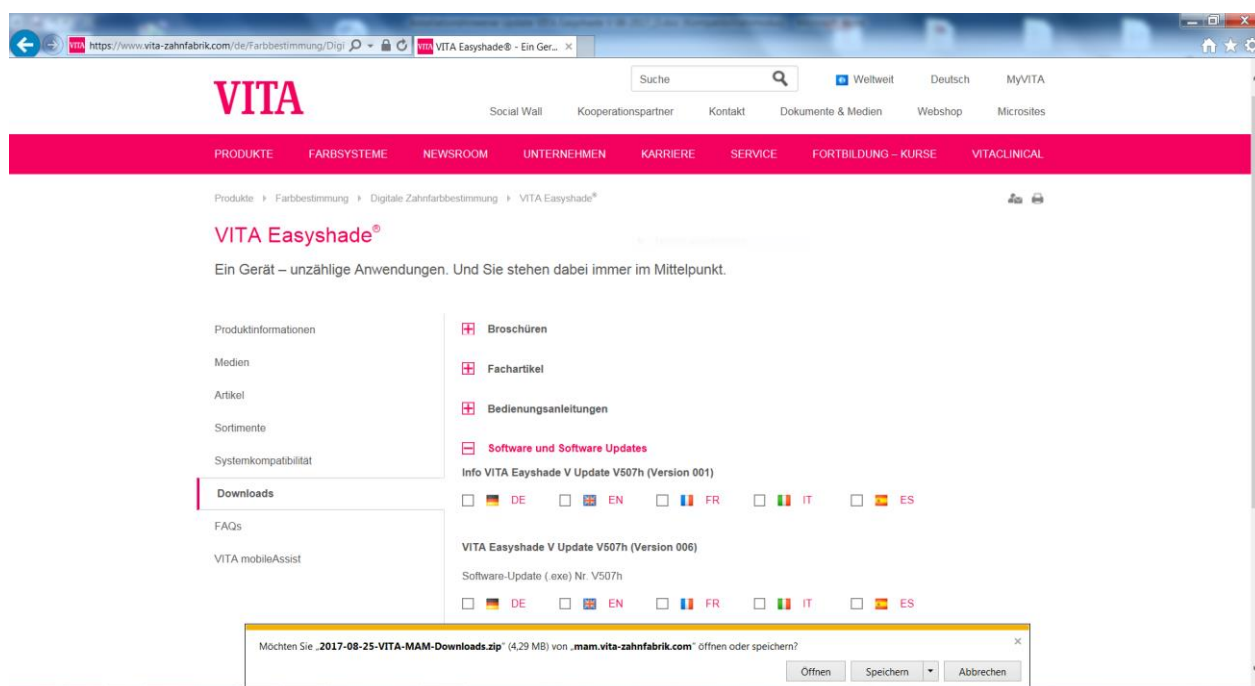 https://www.vita-zahnfabrik.com/de/Farbbestimmung/Digi
VITA VITA Easyshade® - Ein Ger...
VITA
Suche
Weltweit Deutsch MyVITA
Social Wall Kooperationspartner Kontakt Dokumente & Medien Webshop Microsites
PRODUKTE FARBSYSTEME NEWSROOM UNTERNEHMEN KARRIERE SERVICE FORTBILDUNG – KURSE VITACLINICAL
Produkte Farbbestimmung Digitale Zahnfarbbestimmung VITA Easyshade®
VITA Easyshade®
Ein Gerät – unzählige Anwendungen. Und Sie stehen dabei immer im Mittelpunkt.
Produktinformationen
Medien
Artikel
Sortimente
Systemkompatibilität
Downloads
FAQs
VITA mobileAssist
Broschüren
Fachartikel
Bedienungsanleitungen
Software und Software Updates
Info VITA Eayshade V Update V507h (Version 001)
DE EN FR IT ES
VITA Easyshade V Update V507h (Version 006)
Software-Update (.exe) Nr. V507h
DE EN FR IT ES
Möchten Sie „2017-08-25-VITA-MAM-Downloads.zip“ (4,29 MB) von „mam.vita-zahnfabrik.com“ öffnen oder speichern?
Öffnen Speichern Abbrechen